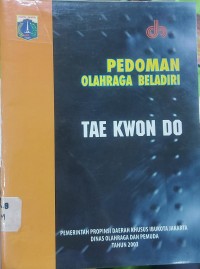 PEDOMAN
OLAHRAGA BELADIRI
TAE KWON DO
PEMERINTAH PROPINSI DAERAH KHUSUS IBUKOTA JAKARTA
DINAS OLAHRAGA DAN PEMUDA
TAHUN 2003